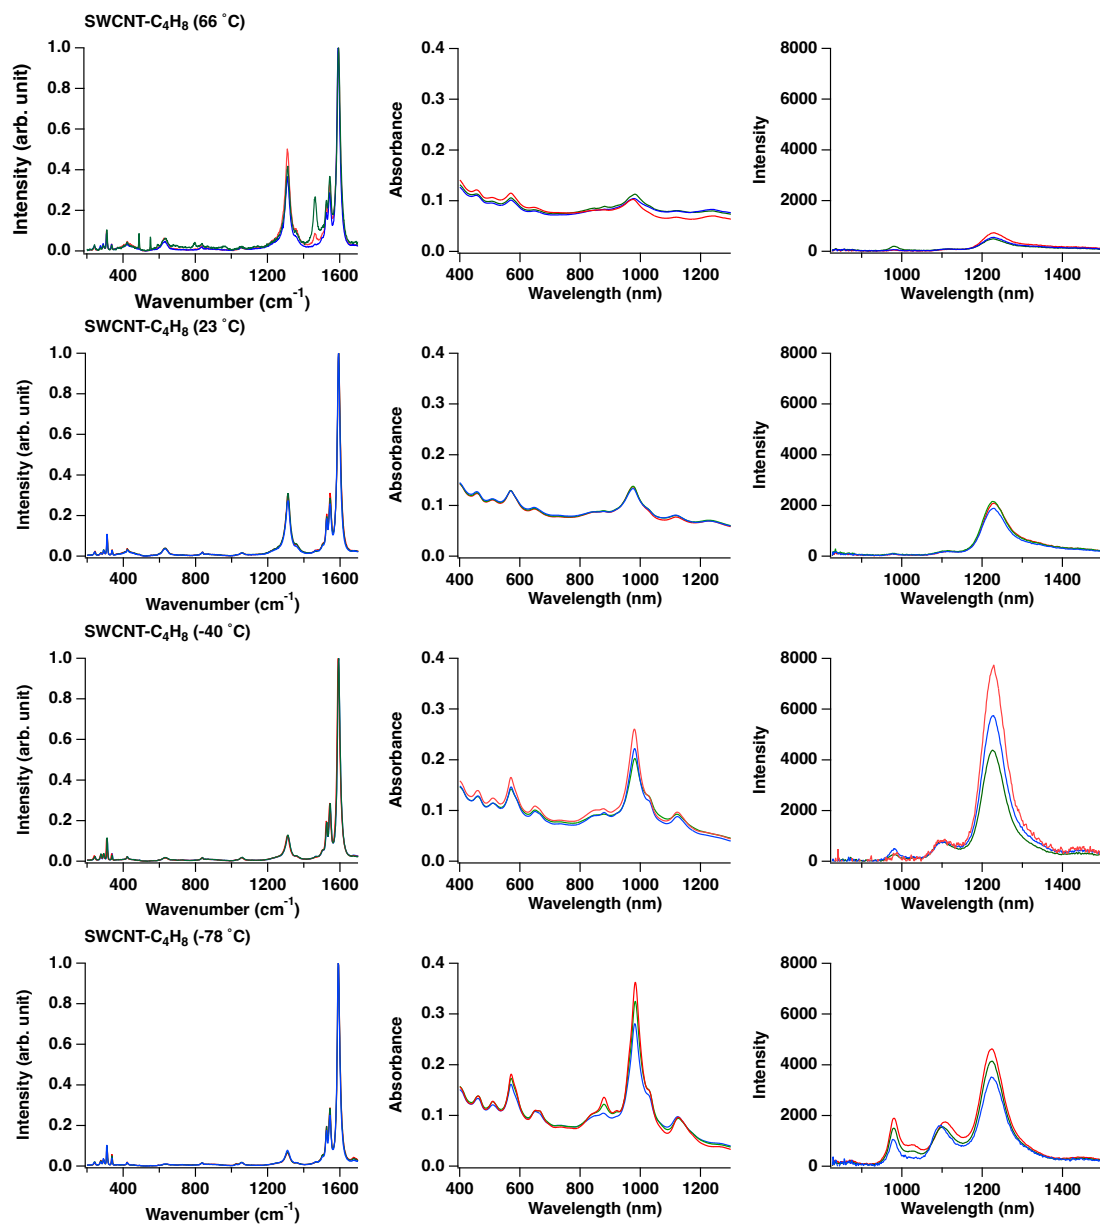 SWCNT-C₄H₈ (66 ˚C)
Intensity (arb. unit)
1.0
0.8
0.6
0.4
0.2
0.0
400 800 1200 1600
Wavenumber (cm⁻¹)
Absorbance
0.4
0.3
0.2
0.1
0.0
400 600 800 1000 1200
Wavelength (nm)
Intensity
8000
6000
4000
2000
0
1000 1200 1400
Wavelength (nm)
SWCNT-C₄H₈ (23 ˚C)
Intensity (arb. unit)
1.0
0.8
0.6
0.4
0.2
0.0
400 800 1200 1600
Wavenumber (cm⁻¹)
Absorbance
0.4
0.3
0.2
0.1
0.0
400 600 800 1000 1200
Wavelength (nm)
Intensity
8000
6000
4000
2000
0
1000 1200 1400
Wavelength (nm)
SWCNT-C₄H₈ (-40 ˚C)
Intensity (arb. unit)
1.0
0.8
0.6
0.4
0.2
0.0
400 800 1200 1600
Wavenumber (cm⁻¹)
Absorbance
0.4
0.3
0.2
0.1
0.0
400 600 800 1000 1200
Wavelength (nm)
Intensity
8000
6000
4000
2000
0
1000 1200 1400
Wavelength (nm)
SWCNT-C₄H₈ (-78 ˚C)
Intensity (arb. unit)
1.0
0.8
0.6
0.4
0.2
0.0
400 800 1200 1600
Wavenumber (cm⁻¹)
Absorbance
0.4
0.3
0.2
0.1
0.0
400 600 800 1000 1200
Wavelength (nm)
Intensity
8000
6000
4000
2000
0
1000 1200 1400
Wavelength (nm)